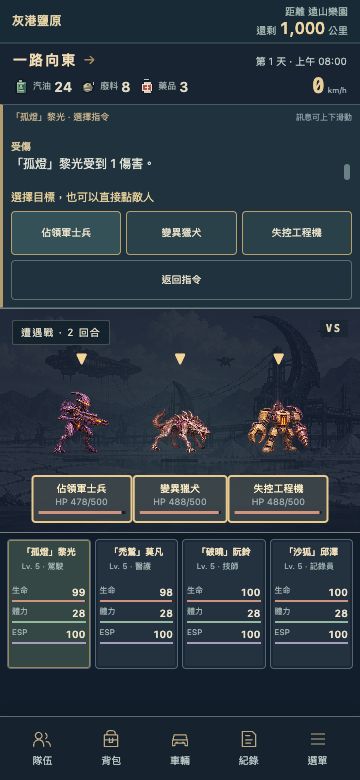 灰港鹽原
距離 遠山樂園
還剩 1,000 公里
一路向東 →
第 1 天 · 上午 08:00
汽油 24 廢料 8 藥品 3
0 km/h
「孤燈」黎光 · 選擇指令
訊息可上下滑動
受傷
「孤燈」黎光受到 1 傷害。
選擇目標，也可以直接點敵人
佔領軍士兵 變異獵犬 失控工程機
返回指令
遭遇戰 · 2 回合
VS
佔領軍士兵 變異獵犬 失控工程機
HP 478/500 HP 488/500 HP 488/500
「孤燈」黎光 「禿鷲」莫凡 「破曉」阮鈴 「沙狐」邱澤
Lv. 5 · 駕駛 Lv. 5 · 醫護 Lv. 5 · 技師 Lv. 5 · 記錄員
生命 99 生命 98 生命 100 生命 100
體力 28 體力 28 體力 28 體力 28
ESP 100 ESP 100 ESP 100 ESP 100
隊伍 背包 車輛 紀錄 選單